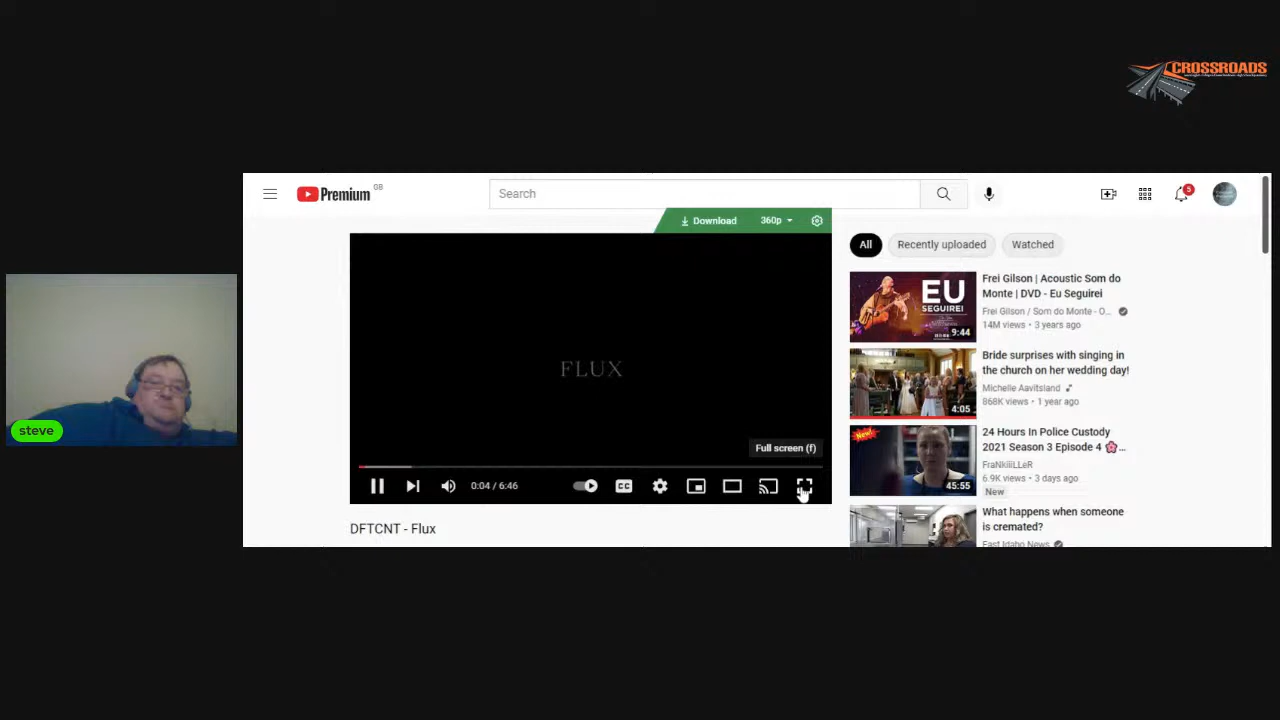 CROSSROADS
Premium GB
Search
5
Download 360p
FLUX
Full screen (f)
0:04 / 6:46
CC
DFTCNT - Flux
All Recently uploaded Watched
EU
SEGUIREI
9:44
Frei Gilson | Acoustic Som do
Monte | DVD - Eu Seguirei
Frei Gilson / Som do Monte - O...
14M views • 3 years ago
4:05
Bride surprises with singing in
the church on her wedding day!
Michelle Aavitsland
868K views • 1 year ago
New!
45:55
24 Hours In Police Custody
2021 Season 3 Episode 4 🌸...
FraNkiiiLLeR
6.9K views • 3 days ago
New
What happens when someone
is cremated?
East Idaho News
steve